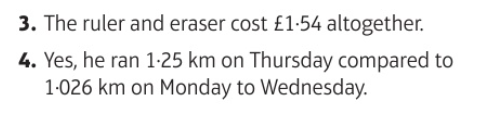 3. The ruler and eraser cost £1·54 altogether.
4. Yes, he ran 1·25 km on Thursday compared to
1·026 km on Monday to Wednesday.